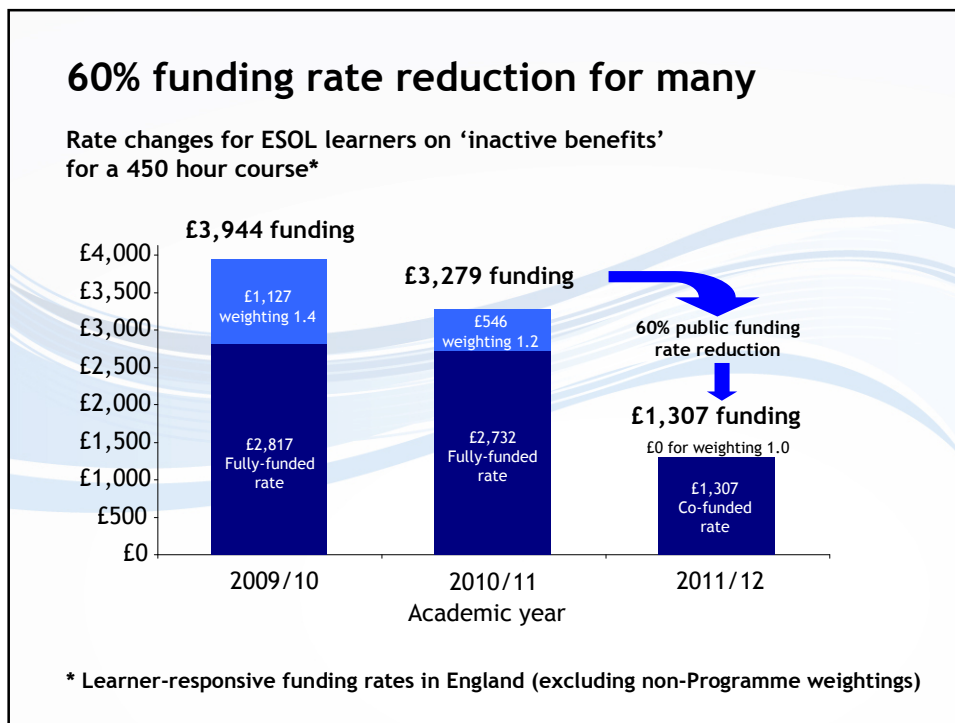 60% funding rate reduction for many
Rate changes for ESOL learners on ‘inactive benefits’
for a 450 hour course*
£3,944 funding
£4,000
£3,500
£3,000
£2,500
£2,000
£1,500
£1,000
£500
£0
£1,127
weighting 1.4
£2,817
Fully-funded
rate
£3,279 funding
£546
weighting 1.2
£2,732
Fully-funded
rate
60% public funding
rate reduction
£1,307 funding
£0 for weighting 1.0
£1,307
Co-funded
rate
2009/10
2010/11
2011/12
Academic year
* Learner-responsive funding rates in England (excluding non-Programme weightings)